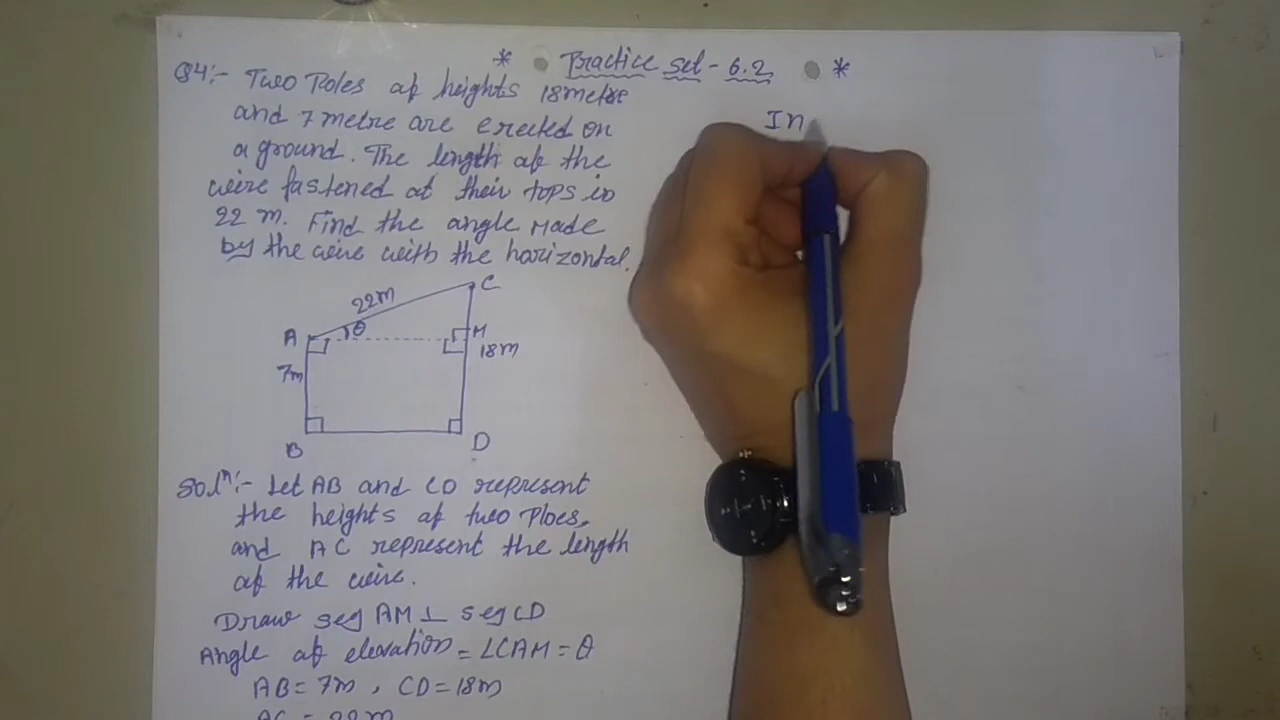 * Practice Set - 6.2 *
Q4:- Two Poles of heights 18metre
and 7 metre are erected on
a ground. The length of the
wire fastened at their tops is
22 m. Find the angle made
by the wire with the horizontal.
In
C
22m
A θ M
18m
7m
B D
Solⁿ:- Let AB and CD represent
the heights of two Ploes,
and AC represent the length
of the wire.
Draw seg AM ⊥ seg CD
Angle of elevation = ∠CAM = θ
AB = 7m , CD = 18m
AC = 22m